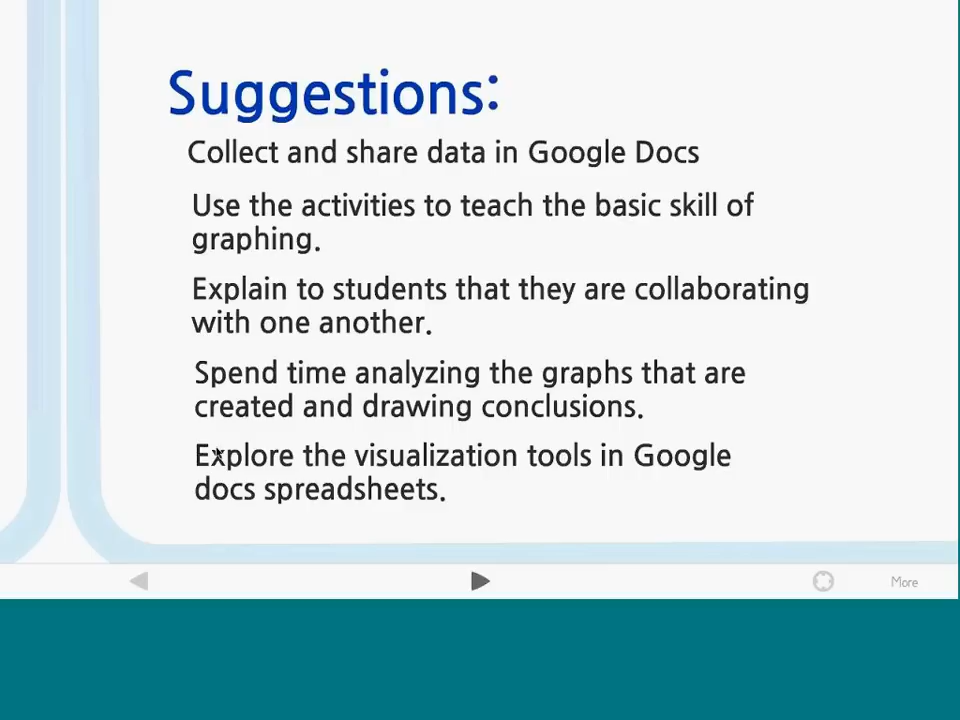 Suggestions:
Collect and share data in Google Docs
Use the activities to teach the basic skill of
graphing.
Explain to students that they are collaborating
with one another.
Spend time analyzing the graphs that are
created and drawing conclusions.
Explore the visualization tools in Google
docs spreadsheets.
More